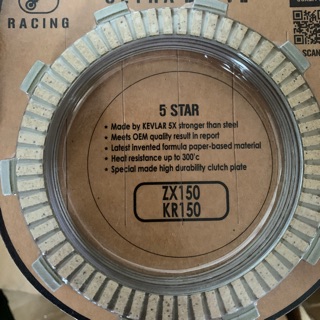 RACING
SCAN
5 STAR
• Made by KEVLAR 5X stronger than steel
• Meets OEM quality result in report
• Latest invented formula paper-based material
• Heat resistance up to 300'c
• Special made high durability clutch plate
ZX150
KR150